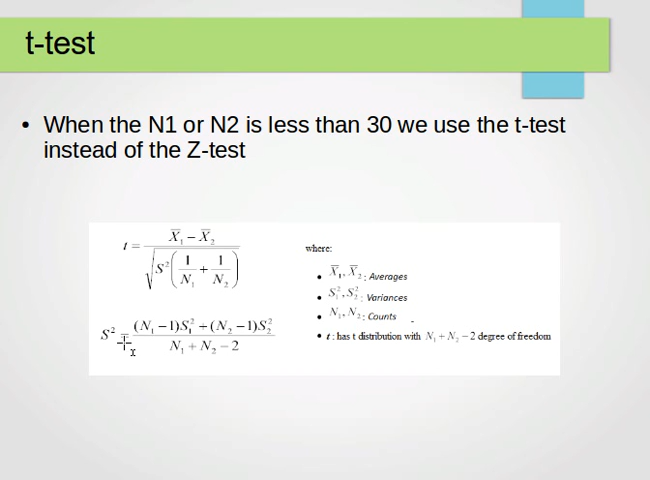 t-test
• When the N1 or N2 is less than 30 we use the t-test
instead of the Z-test
t = (X̄₁ − X̄₂) / √(S²(1/N₁ + 1/N₂))
S² = ((N₁ −1)S₁² + (N₂ −1)S₂²) / (N₁ + N₂ − 2)
where:
• X̄₁, X̄₂ : Averages
• S₁², S₂² : Variances
• N₁, N₂ : Counts
• t : has t distribution with N₁ + N₂ − 2 degree of freedom